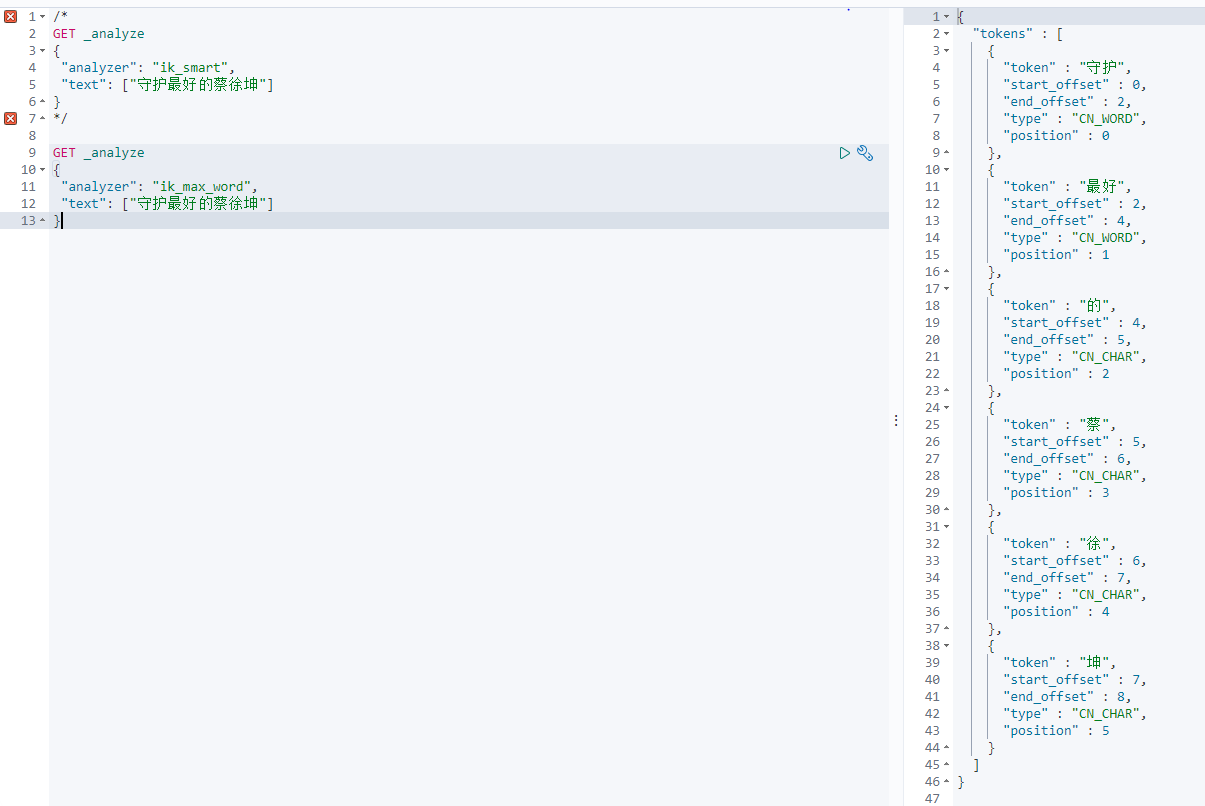 1 /*
2 GET _analyze
3 {
4 "analyzer": "ik_smart",
5 "text": ["守护最好的蔡徐坤"]
6 }
7 */
8
9 GET _analyze
10 {
11 "analyzer": "ik_max_word",
12 "text": ["守护最好的蔡徐坤"]
13 }
1 {
2 "tokens" : [
3 {
4 "token" : "守护",
5 "start_offset" : 0,
6 "end_offset" : 2,
7 "type" : "CN_WORD",
8 "position" : 0
9 },
10 {
11 "token" : "最好",
12 "start_offset" : 2,
13 "end_offset" : 4,
14 "type" : "CN_WORD",
15 "position" : 1
16 },
17 {
18 "token" : "的",
19 "start_offset" : 4,
20 "end_offset" : 5,
21 "type" : "CN_CHAR",
22 "position" : 2
23 },
24 {
25 "token" : "蔡",
26 "start_offset" : 5,
27 "end_offset" : 6,
28 "type" : "CN_CHAR",
29 "position" : 3
30 },
31 {
32 "token" : "徐",
33 "start_offset" : 6,
34 "end_offset" : 7,
35 "type" : "CN_CHAR",
36 "position" : 4
37 },
38 {
39 "token" : "坤",
40 "start_offset" : 7,
41 "end_offset" : 8,
42 "type" : "CN_CHAR",
43 "position" : 5
44 }
45 ]
46 }
47